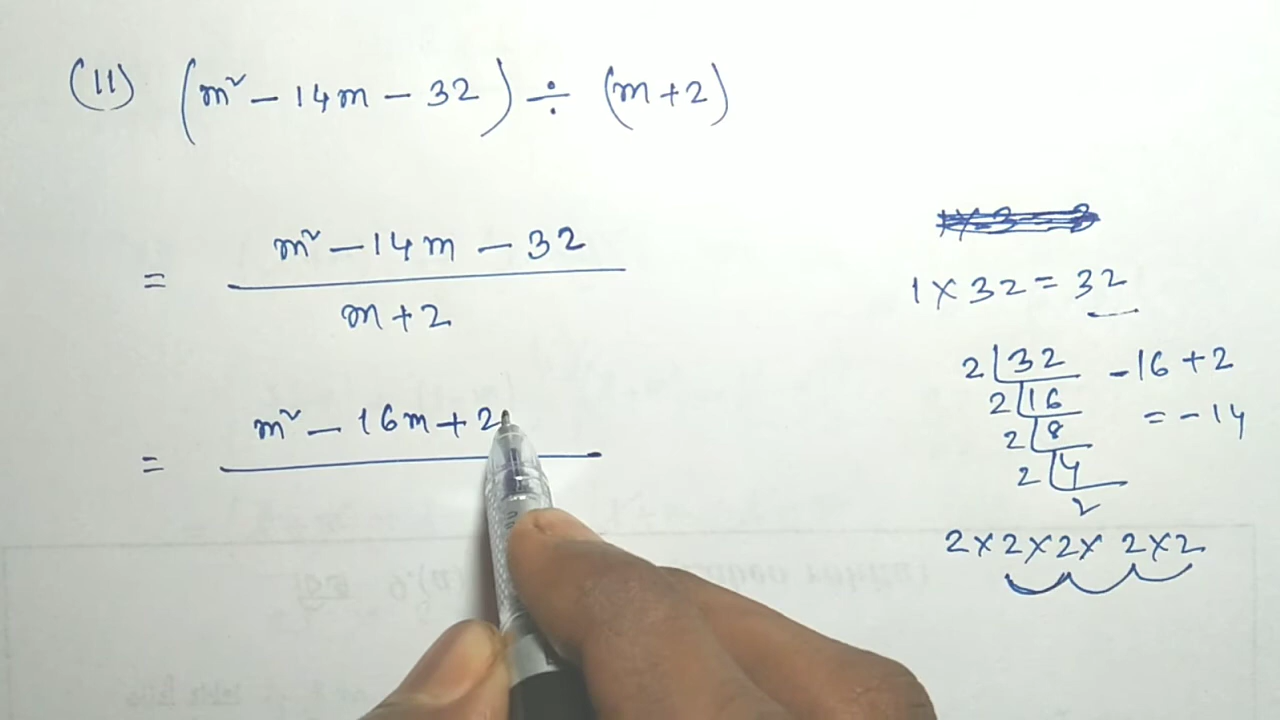 (11) (m² - 14m - 32) ÷ (m+2)
= m² - 14m - 32
m+2
= m² - 16m + 2
1 × 32 = 32
2 32 -16 +2
2 16 = -14
2 8
2 4
2
2×2×2× 2×2